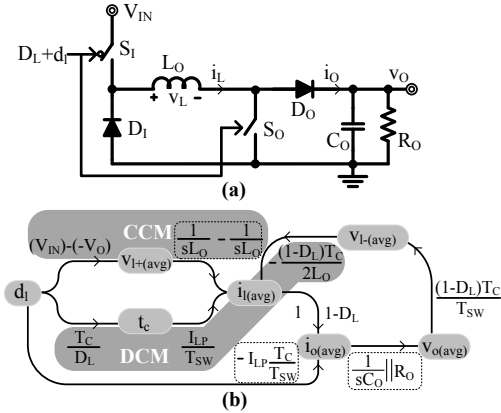 V_IN
D_L+d_l
S_I
L_O
i_L
i_O
v_O
+ v_L -
D_O
D_I
S_O
C_O
R_O
(a)
CCM
(V_IN)-(-V_O)
1/sL_O
- 1/sL_O
v_l+(avg)
v_l-(avg)
- (1-D_L)T_C/2L_O
d_l
i_l(avg)
(1-D_L)T_C/T_SW
t_c
1
1-D_L
T_C/D_L
DCM
I_LP/T_SW
- I_LP T_C/T_SW
i_o(avg)
v_o(avg)
1/sC_O || R_O
(b)